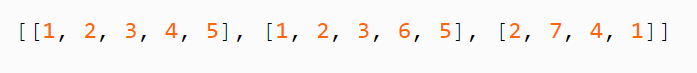 [[1, 2, 3, 4, 5], [1, 2, 3, 6, 5], [2, 7, 4, 1]]